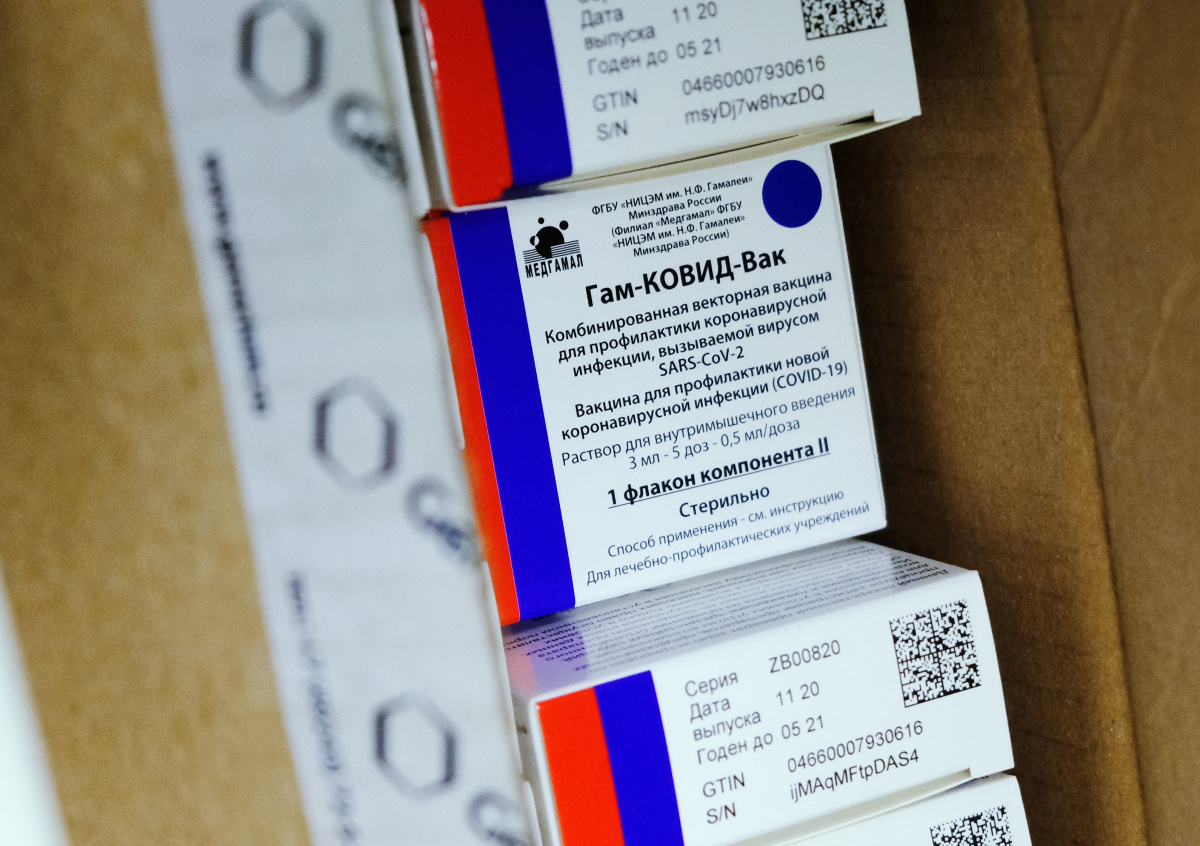 Дата
выпуска 11 20
Годен до 05 21
GTIN 04660007930616
S/N msyDj7w8hxzDQ
МЕДГАМАЛ
ФГБУ «НИЦЭМ им. Н.Ф. Гамалеи»
Минздрава России
(Филиал «Медгамал» ФГБУ
«НИЦЭМ им. Н.Ф. Гамалеи»
Минздрава России)
Гам-КОВИД-Вак
Комбинированная векторная вакцина
для профилактики коронавирусной
инфекции, вызываемой вирусом
SARS-CoV-2
Вакцина для профилактики новой
коронавирусной инфекции (COVID-19)
Раствор для внутримышечного введения
3 мл - 5 доз - 0,5 мл/доза
1 флакон компонента II
Стерильно
Способ применения - см. инструкцию
Для лечебно-профилактических учреждений
Серия ZB00820
Дата
выпуска 11 20
Годен до 05 21
GTIN 04660007930616
S/N ijMAqMFtpDAS4